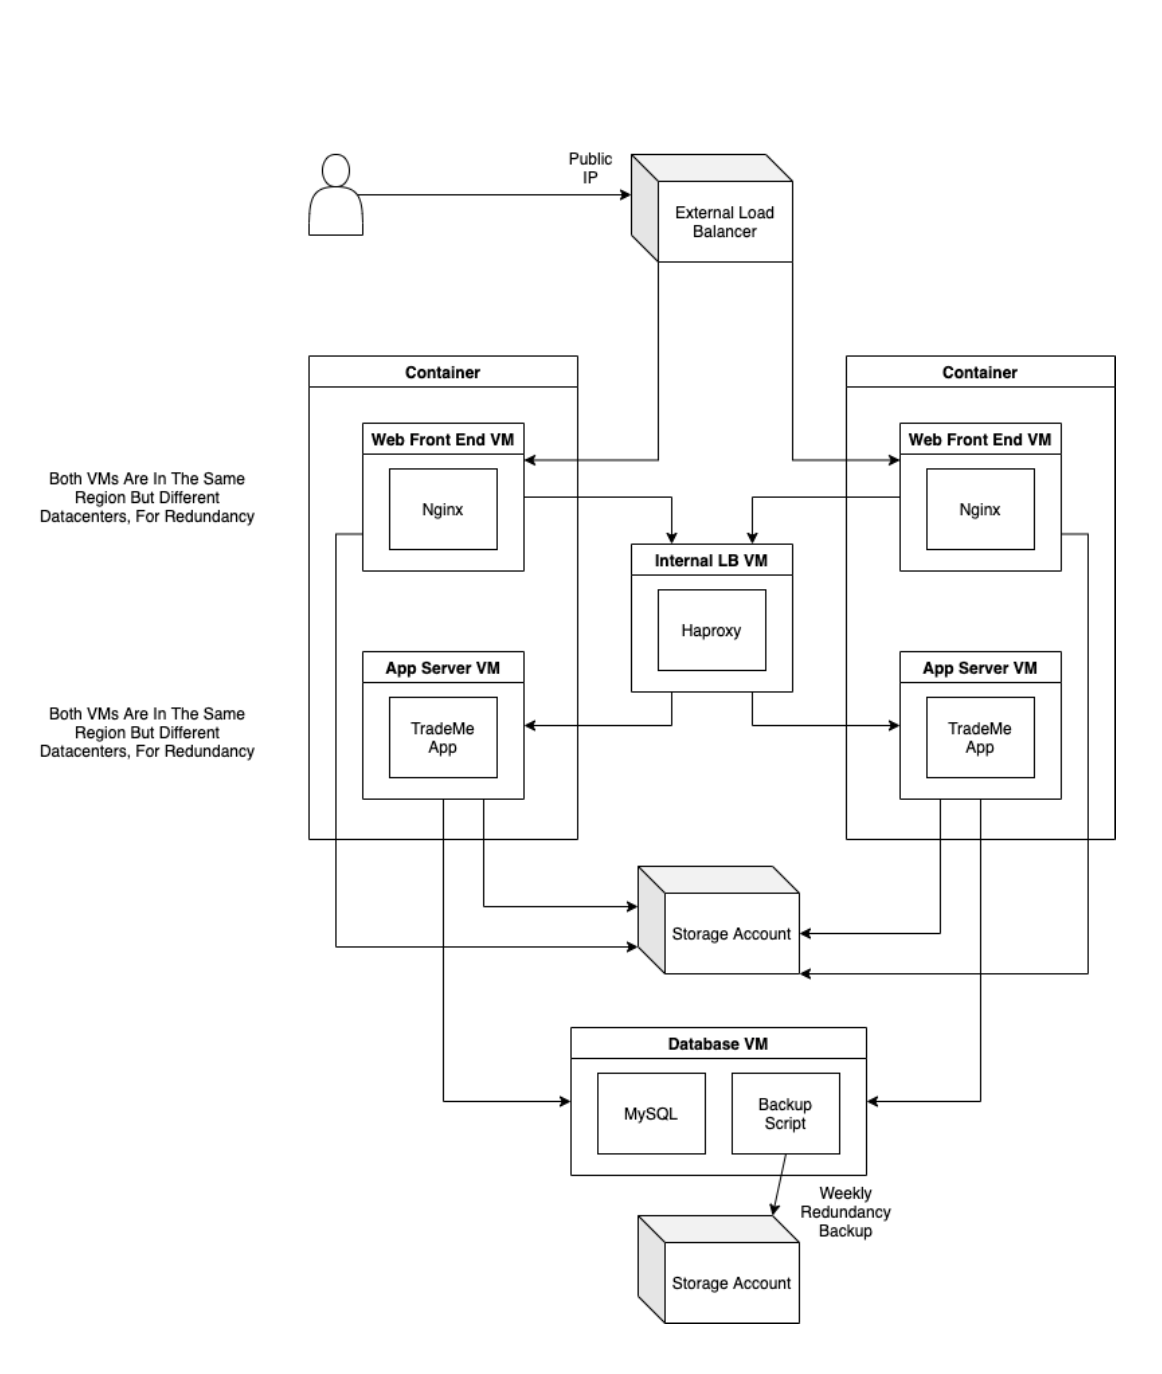 Public
IP
External Load
Balancer
Container
Container
Web Front End VM
Web Front End VM
Both VMs Are In The Same
Region But Different
Datacenters, For Redundancy
Nginx
Nginx
Internal LB VM
Haproxy
App Server VM
App Server VM
Both VMs Are In The Same
Region But Different
Datacenters, For Redundancy
TradeMe
App
TradeMe
App
Storage Account
Database VM
MySQL
Backup
Script
Weekly
Redundancy
Backup
Storage Account